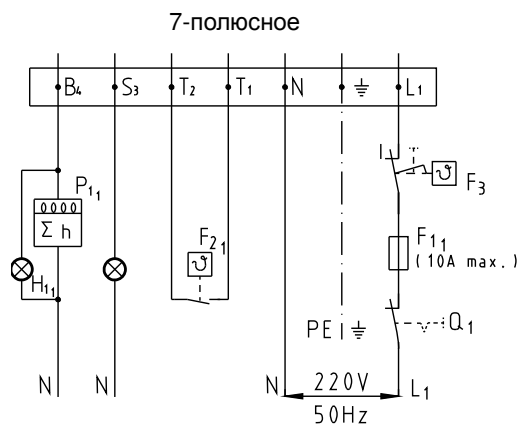 7-полюсное
B4 S3 T2 T1 N L1
P11
Σ h
H11
F21
F3
F11
(10A max.)
PE
Q1
N N N 220V L1
50Hz